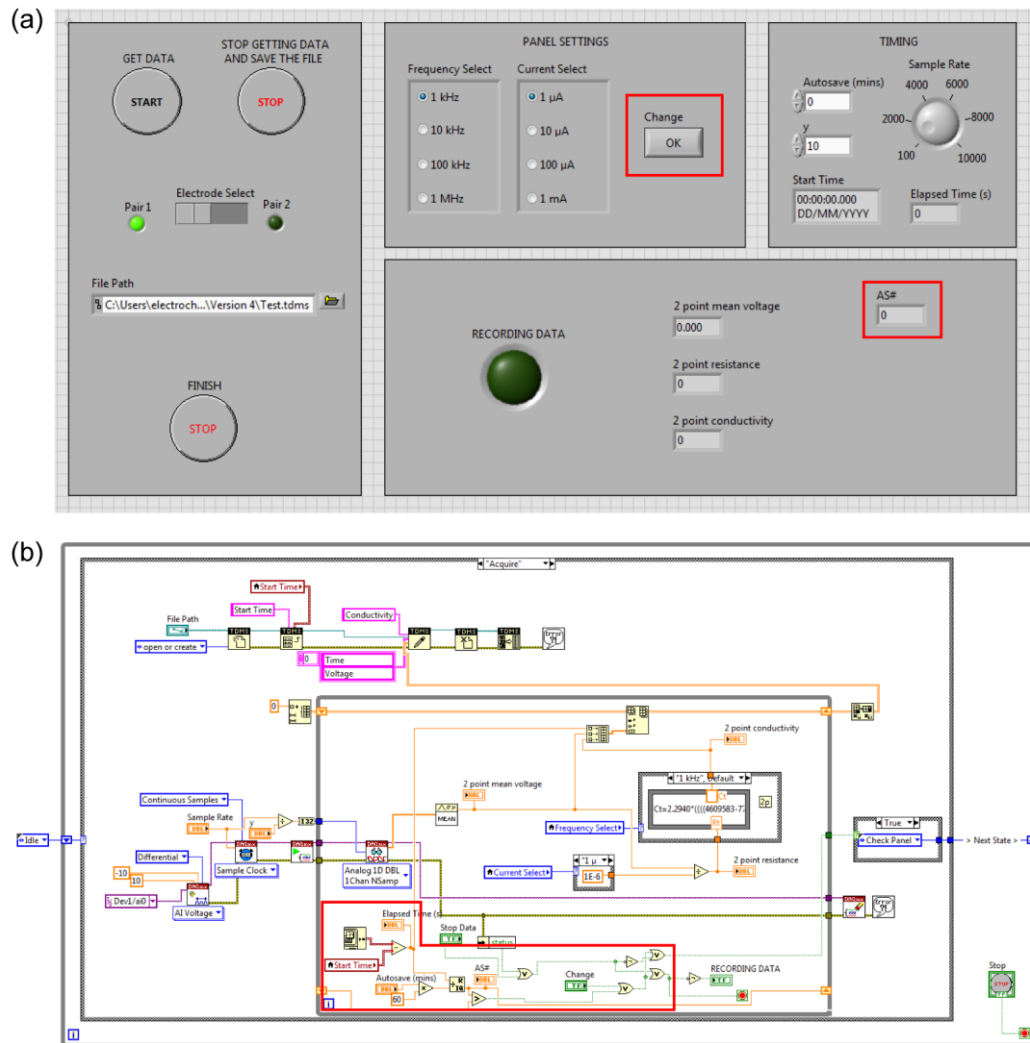 (a)
GET DATA
STOP GETTING DATA
AND SAVE THE FILE
START
STOP
Electrode Select
Pair 1
Pair 2
File Path
C:\Users\electroch...\Version 4\Test.tdms
FINISH
STOP
PANEL SETTINGS
Frequency Select
1 kHz
10 kHz
100 kHz
1 MHz
Current Select
1 µA
10 µA
100 µA
1 mA
Change
OK
TIMING
Autosave (mins)
0
y
10
Sample Rate
4000
6000
2000
8000
100
10000
Start Time
00:00:00.000
DD/MM/YYYY
Elapsed Time (s)
0
RECORDING DATA
2 point mean voltage
0.000
2 point resistance
0
2 point conductivity
0
AS#
0
(b)
"Acquire"
Start Time
File Path
Start Time
Conductivity
TDMS
TDMS
TDMS
TDMS
TDMS
open or create
0
Time
Voltage
0
2 point conductivity
DBL
"1 kHz", Default
Ct
2p
2 point mean voltage
DBL
Continuous Samples
Sample Rate
DBL
y
DBL
I32
MEAN
Frequency Select
Differential
Sample Clock
Analog 1D DBL
1Chan NSamp
-10
10
Dev1/ai0
AI Voltage
Idle
Current Select
"1 µ
1E-6
2 point resistance
DBL
True
Check Panel
> Next State >
Elapsed Time (s)
DBL
Stop Data
TF
status
Start Time
Autosave (mins)
DBL
60
AS#
DBL
Change
TF
RECORDING DATA
TF
i
Stop
STOP
TF
i